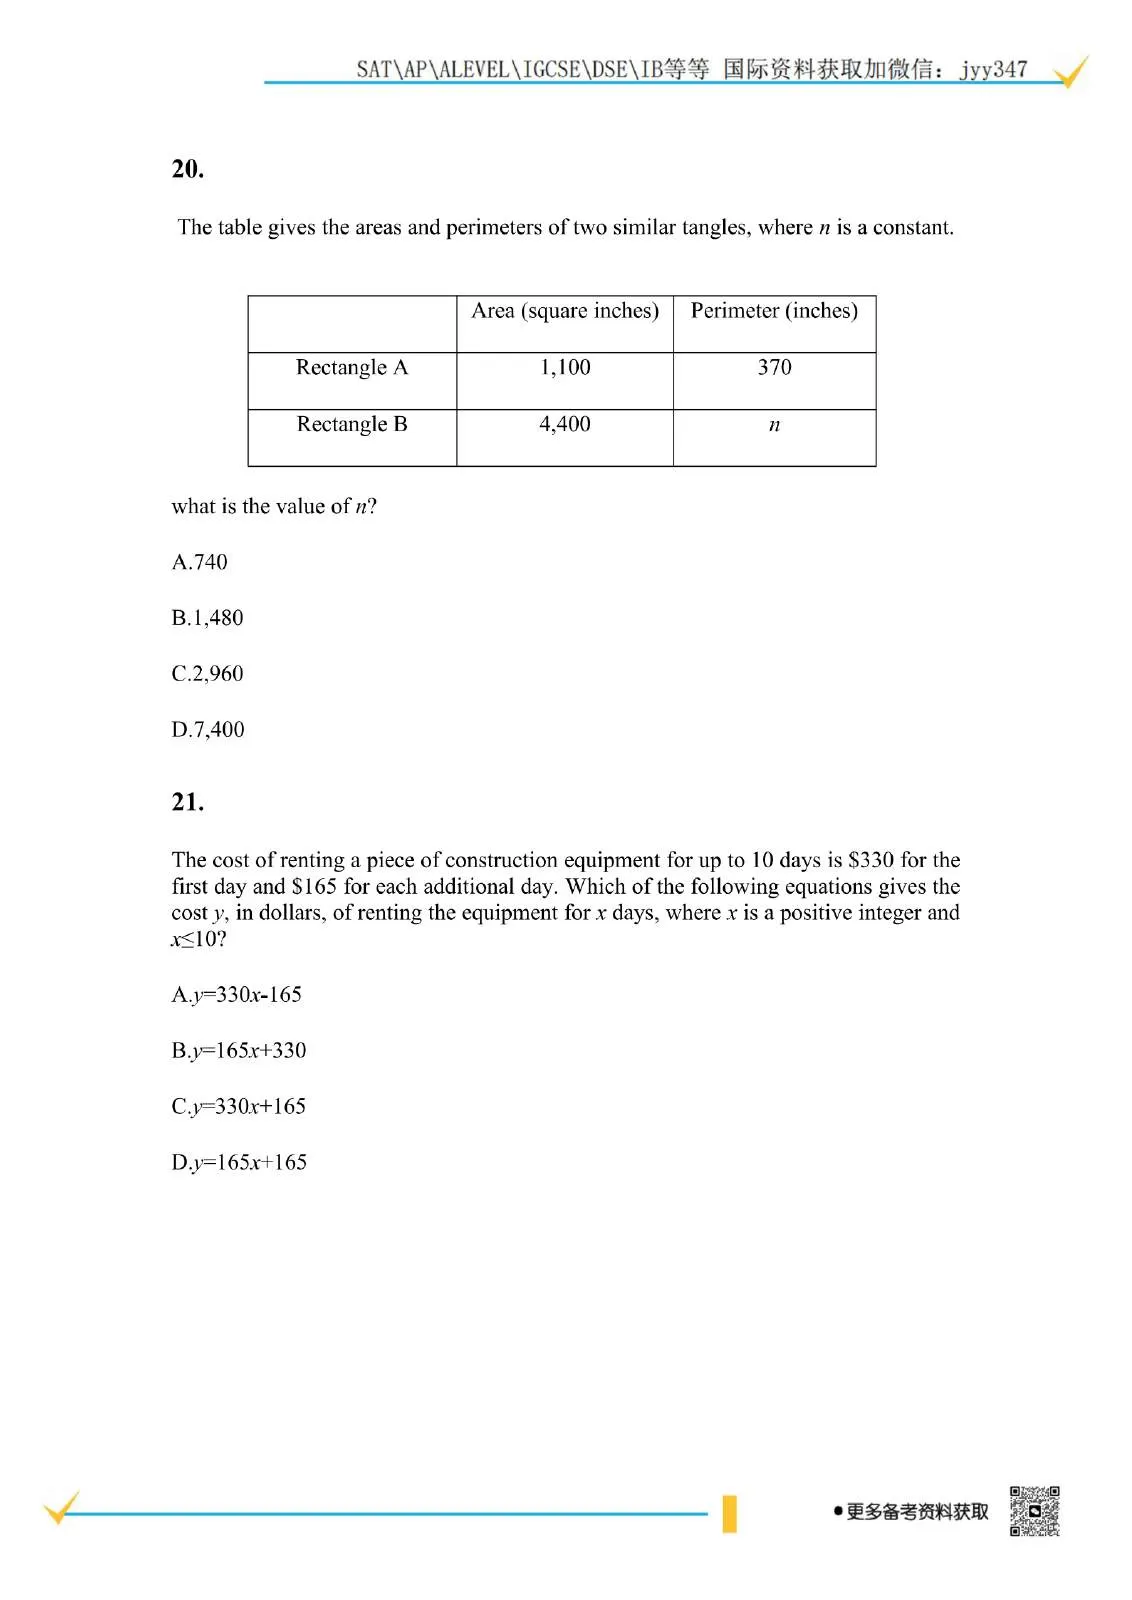 SAT\AP\ALEVEL\IGCSE\DSE\IB等等 国际资料获取加微信：jyy347
20.
The table gives the areas and perimeters of two similar tangles, where n is a constant.
Area (square inches) Perimeter (inches)
Rectangle A 1,100 370
Rectangle B 4,400 n
what is the value of n?
A.740
B.1,480
C.2,960
D.7,400
21.
The cost of renting a piece of construction equipment for up to 10 days is $330 for the
first day and $165 for each additional day. Which of the following equations gives the
cost y, in dollars, of renting the equipment for x days, where x is a positive integer and
x≤10?
A.y=330x-165
B.y=165x+330
C.y=330x+165
D.y=165x+165
•更多备考资料获取